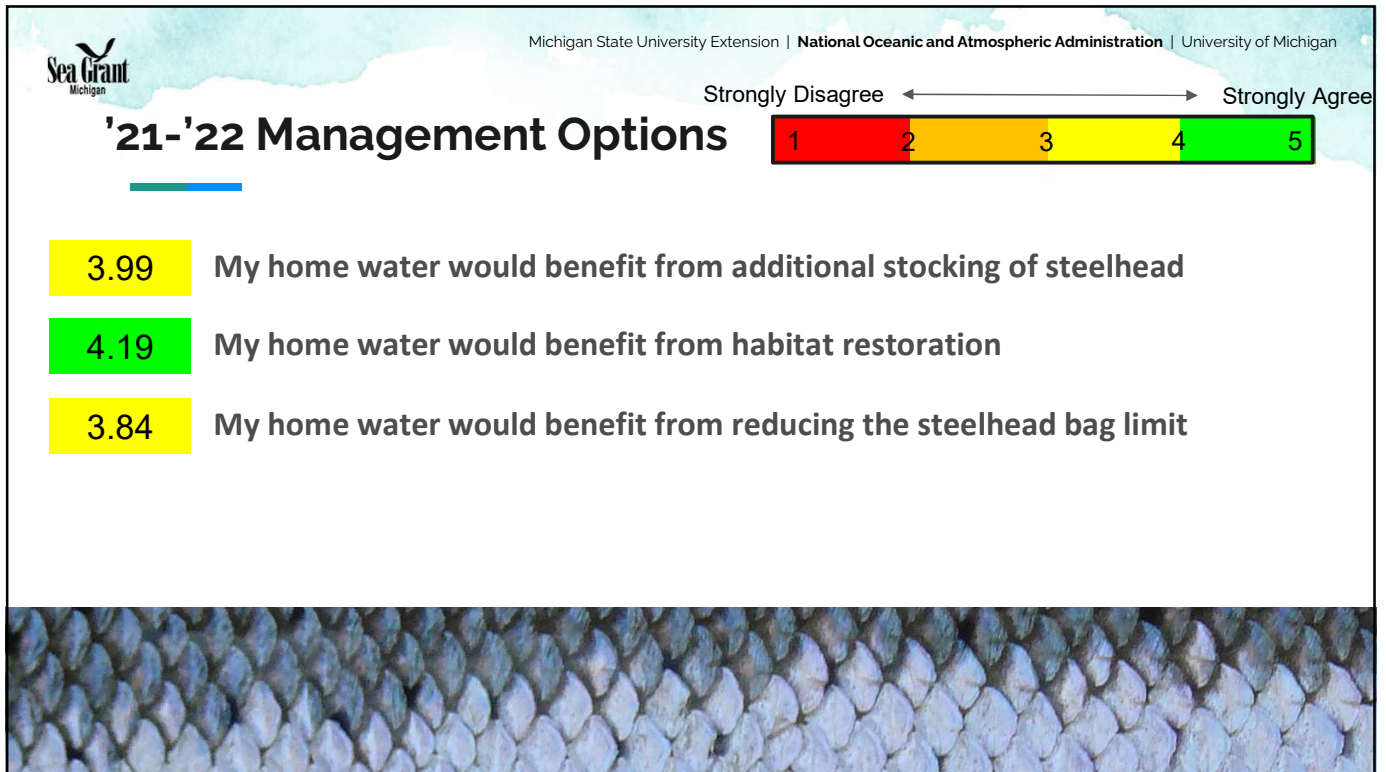 Michigan State University Extension | National Oceanic and Atmospheric Administration | University of Michigan
Sea Grant
Michigan
Strongly Disagree Strongly Agree
’21-’22 Management Options
1 2 3 4 5
3.99 My home water would benefit from additional stocking of steelhead
4.19 My home water would benefit from habitat restoration
3.84 My home water would benefit from reducing the steelhead bag limit